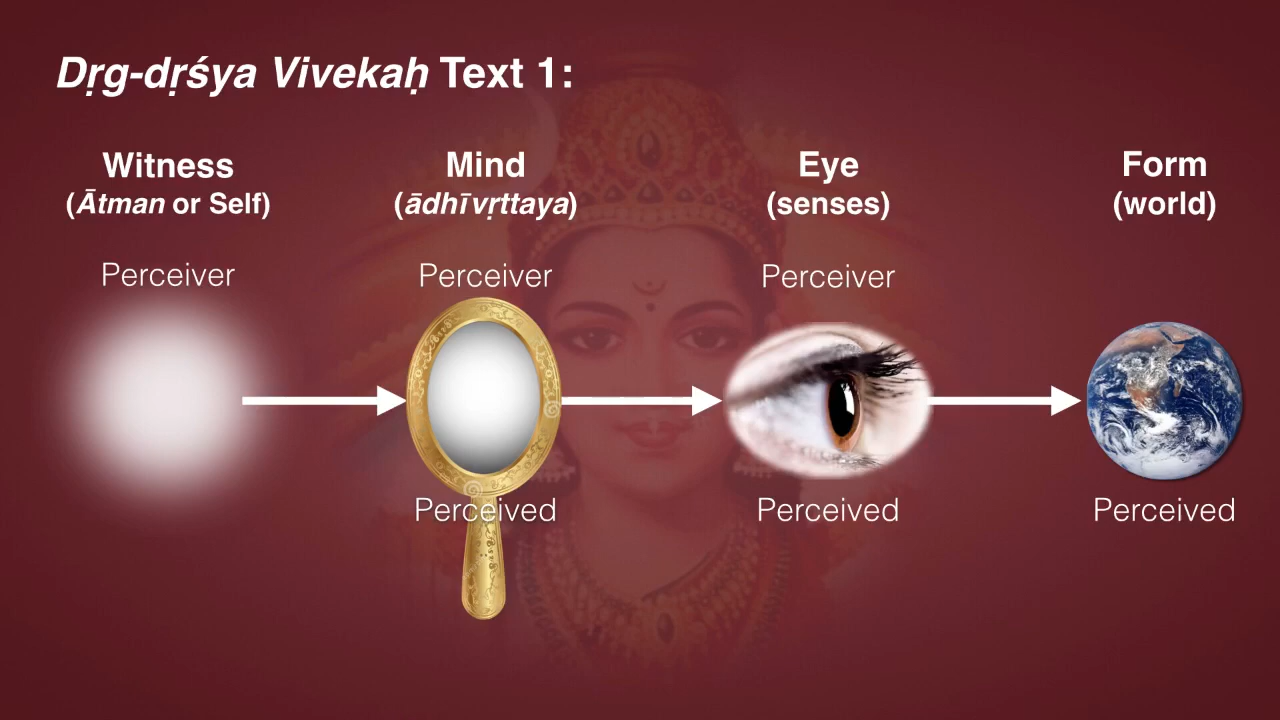 Dṛg-dṛśya Vivekaḥ Text 1:
Witness
(Ātman or Self)
Perceiver
Mind
(ādhīvṛttaya)
Perceiver
Perceived
Eye
(senses)
Perceiver
Perceived
Form
(world)
Perceived